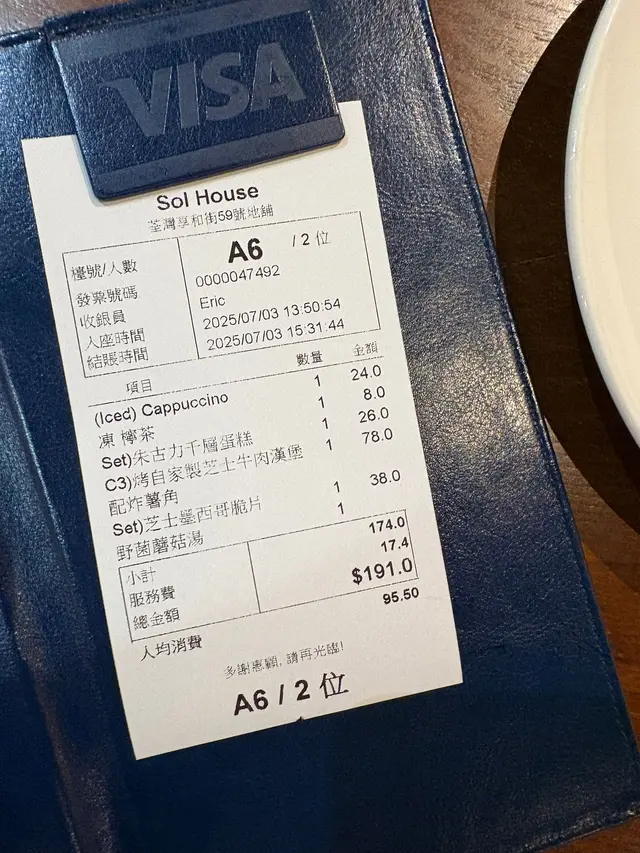 VISA
Sol House
荃灣享和街59號地舖
檯號/人數 A6 / 2 位
發票號碼 0000047492
收銀員 Eric
入座時間 2025/07/03 13:50:54
結賬時間 2025/07/03 15:31:44
項目 數量 金額
(Iced) Cappuccino 1 24.0
凍 檸茶 1 8.0
Set)朱古力千層蛋糕 1 26.0
C3)烤自家製芝士牛肉漢堡 1 78.0
配炸薯角
Set)芝士墨西哥脆片 1 38.0
野菌蘑菇湯 1
小計 174.0
服務費 17.4
總金額 $191.0
人均消費 95.50
多謝惠顧, 請再光臨!
A6 / 2 位